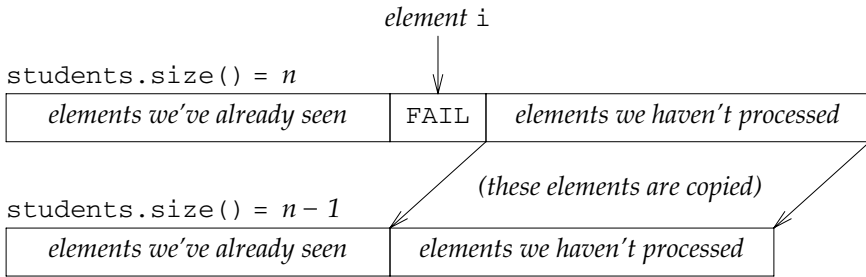 element i
students.size() = n
elements we've already seen FAIL elements we haven't processed
(these elements are copied)
students.size() = n − 1
elements we've already seen elements we haven't processed